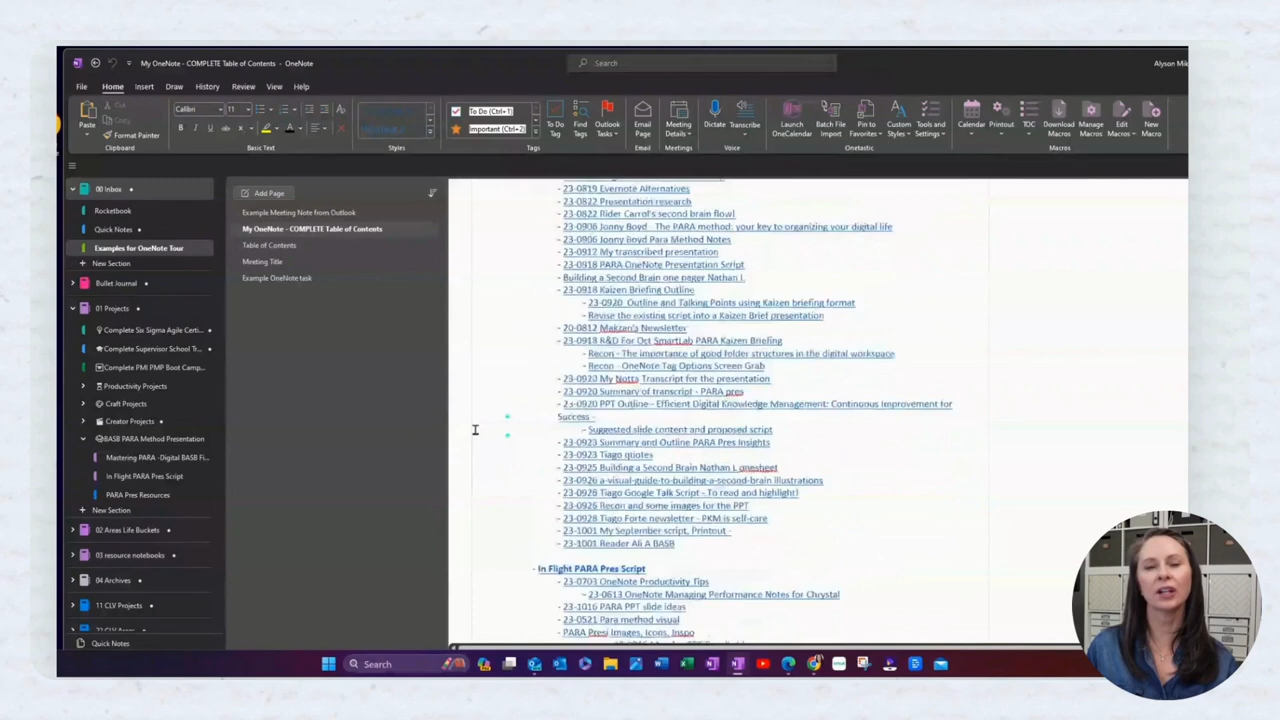 My OneNote - COMPLETE Table of Contents - OneNote
Search
Alyson Mik
File Home Insert Draw History Review View Help
Paste
Cut
Copy
Format Painter
Clipboard
Calibri 11
B I U ab A
Basic Text
Styles
To Do (Ctrl+1)
Important (Ctrl+2)
To Do Tag
Find Tags
Outlook Tasks
Tags
Email Page
Email
Meeting Details
Meetings
Dictate
Transcribe
Voice
Launch OneCalendar
Batch File Import
Pin to Favorites
Custom Styles
Tools and Settings
Onetastic
Calendar
Printout
TOC
Download Macros
Manage Macros
Edit Macros
New Macro
Macros
00 Inbox
Rocketbook
Quick Notes
Examples for OneNote Tour
+ New Section
Bullet Journal
01 Projects
Complete Six Sigma Agile Certi...
Complete Supervisor School Tr...
Complete PMI PMP Boot Camp...
Productivity Projects
Craft Projects
Creator Projects
BASB PARA Method Presentation
Mastering PARA -Digital BASB Fi...
In Flight PARA Pres Script
PARA Pres Resources
+ New Section
02 Areas Life Buckets
03 resource notebooks
04 Archives
11 CLV Projects
Quick Notes
Add Page
Example Meeting Note from Outlook
My OneNote - COMPLETE Table of Contents
Table of Contents
Meeting Title
Example OneNote task
- 23-0819 Evernote Alternatives
- 23-0822 Presentation research
- 23-0822 Rider Carrol's second brain flowl
- 23-0906 Jonny Boyd _ The PARA method: your key to organizing your digital life
- 23-0906 Jonny Boyd Para Method Notes
- 23-0912 My transcribed presentation
- 23-0918 PARA OneNote Presentation Script
- Building a Second Brain one pager Nathan L
- 23-0918 Kaizen Briefing Outline
- 23-0920 Outline and Talking Points using Kaizen briefing format
- Revise the existing script into a Kaizen Brief presentation
- 20-0812 Makzan's Newsletter
- 23-0918 R&D For Oct SmartLab PARA Kaizen Briefing
- Recon - The importance of good folder structures in the digital workspace
- Recon - OneNote Tag Options Screen Grab
- 23-0920 My Notta Transcript for the presentation
- 23-0920 Summary of transcript - PARA pres
- 23-0920 PPT Outline - Efficient Digital Knowledge Management: Continuous Improvement for
Success -
- Suggested slide content and proposed script
- 23-0923 Summary and Outline PARA Pres Insights
- 23-0923 Tiago quotes
- 23-0925 Building a Second Brain Nathan L onesheet
- 23-0926 a-visual-guide-to-building-a-second-brain illustrations
- 23-0926 Tiago Google Talk Script - To read and highlight!
- 23-0926 Recon and some images for the PPT
- 23-0928 Tiago Forte newsletter - PKM is self-care
- 23-1001 My September script, Printout -
- 23-1001 Reader Ali A BASB
- In Flight PARA Pres Script
- 23-0703 OneNote Productivity Tips
- 23-0613 OneNote Managing Performance Notes for Chrystal
- 23-1016 PARA PPT slide ideas
- 23-0521 Para method visual
- PARA Presi Images, Icons, Inspo
Search